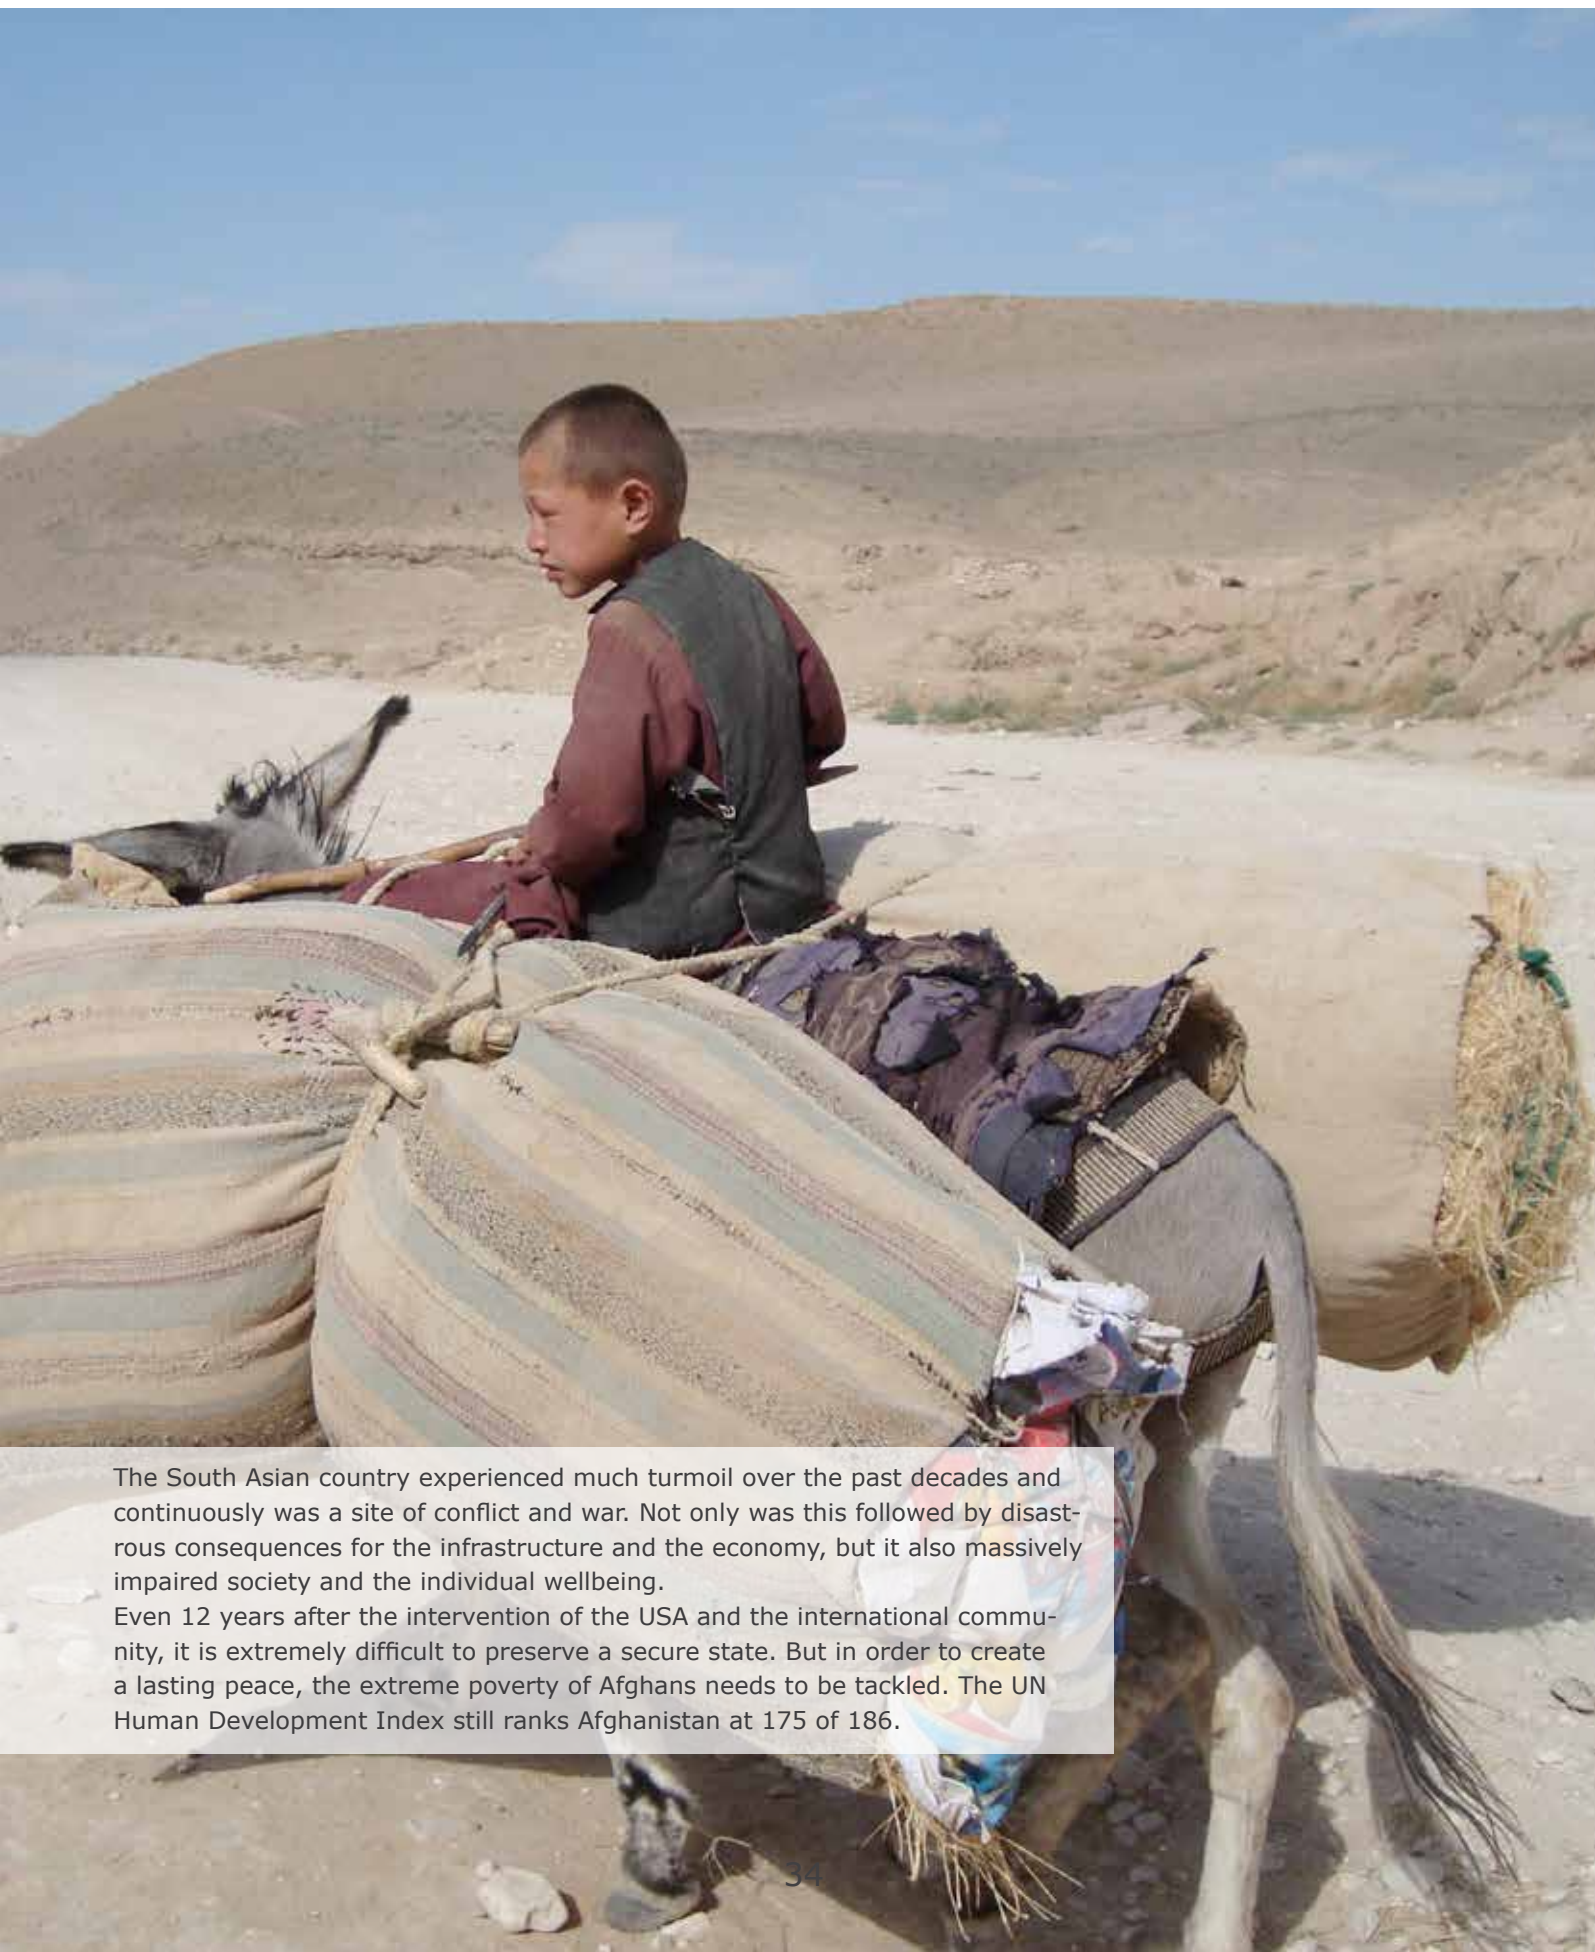 The South Asian country experienced much turmoil over the past decades and
continuously was a site of conflict and war. Not only was this followed by disast-
rous consequences for the infrastructure and the economy, but it also massively
impaired society and the individual wellbeing.
Even 12 years after the intervention of the USA and the international commu-
nity, it is extremely difficult to preserve a secure state. But in order to create
a lasting peace, the extreme poverty of Afghans needs to be tackled. The UN
Human Development Index still ranks Afghanistan at 175 of 186.
34